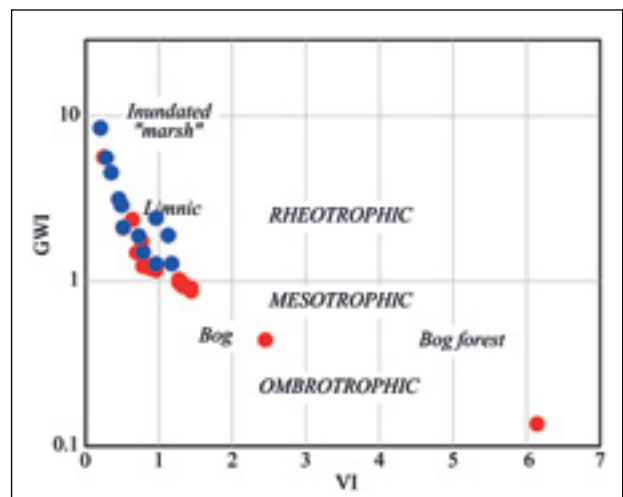 10
1
0.1
GWI
Inundated
"marsh"
Limnic
RHEOTROPHIC
MESOTROPHIC
Bog
Bog forest
OMBROTROPHIC
0 1 2 3 4 5 6 7
VI